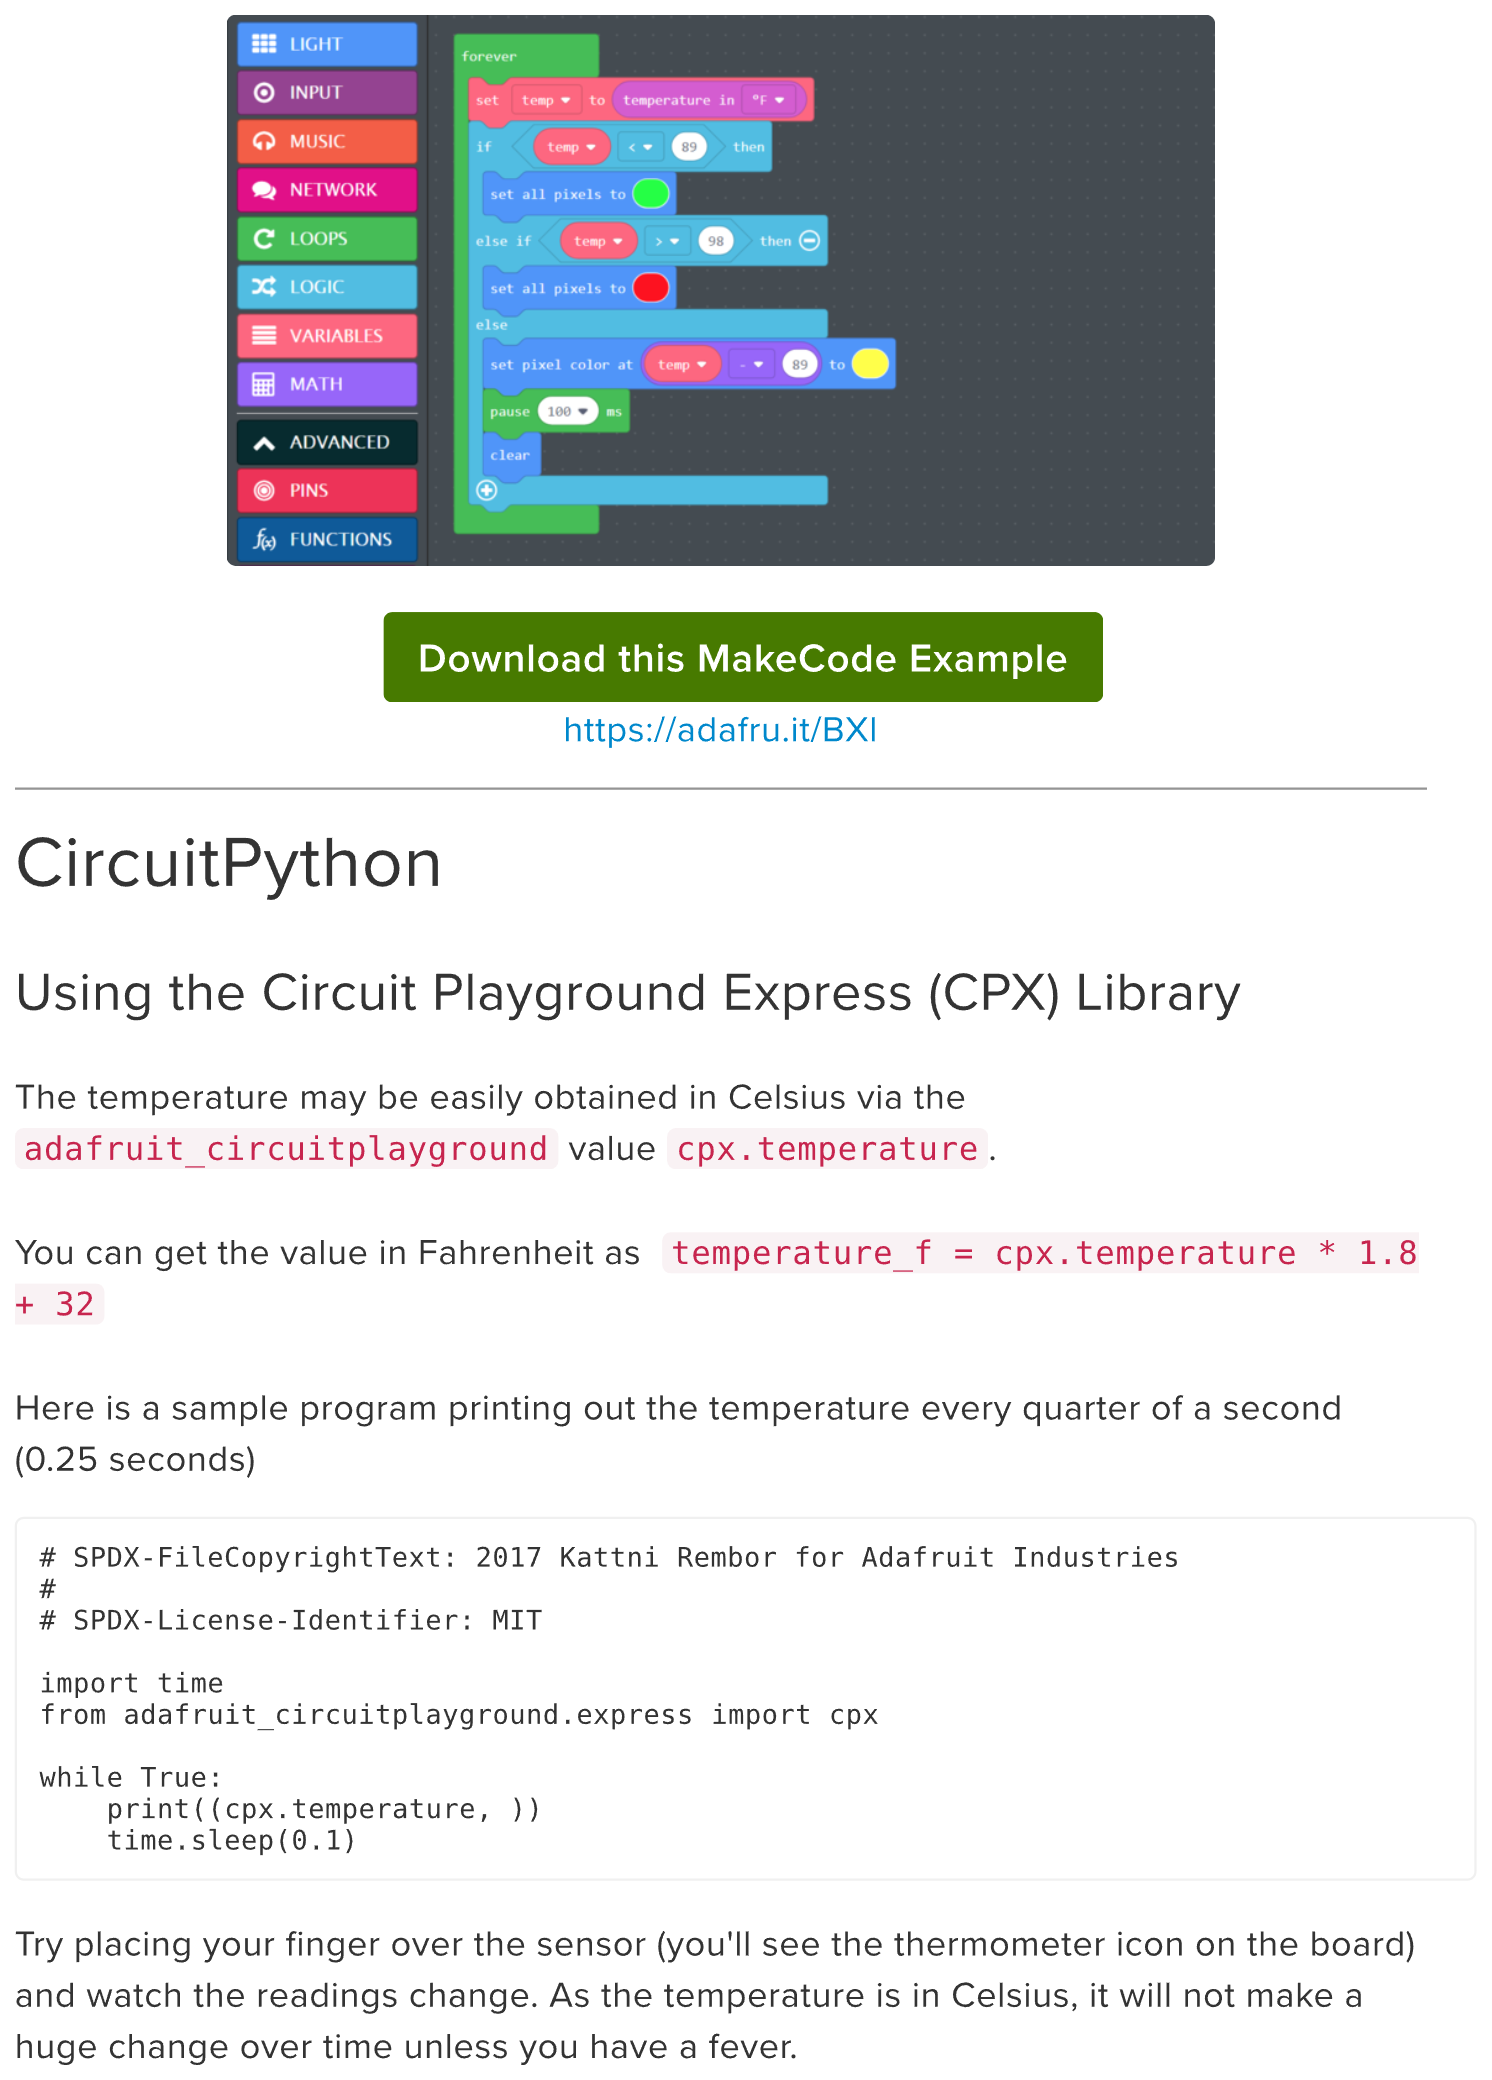 LIGHT
INPUT
MUSIC
NETWORK
LOOPS
LOGIC
VARIABLES
MATH
ADVANCED
PINS
FUNCTIONS
forever
set temp to temperature in °F
if temp < 89 then
set all pixels to
else if temp > 98 then
set all pixels to
else
set pixel color at temp - 89 to
pause 100 ms
clear
Download this MakeCode Example
https://adafru.it/BXI
CircuitPython
Using the Circuit Playground Express (CPX) Library
The temperature may be easily obtained in Celsius via the
adafruit_circuitplayground value cpx.temperature.
You can get the value in Fahrenheit as temperature_f = cpx.temperature * 1.8
+ 32
Here is a sample program printing out the temperature every quarter of a second
(0.25 seconds)
# SPDX-FileCopyrightText: 2017 Kattni Rembor for Adafruit Industries
#
# SPDX-License-Identifier: MIT
import time
from adafruit_circuitplayground.express import cpx
while True:
    print((cpx.temperature, ))
    time.sleep(0.1)
Try placing your finger over the sensor (you'll see the thermometer icon on the board)
and watch the readings change. As the temperature is in Celsius, it will not make a
huge change over time unless you have a fever.